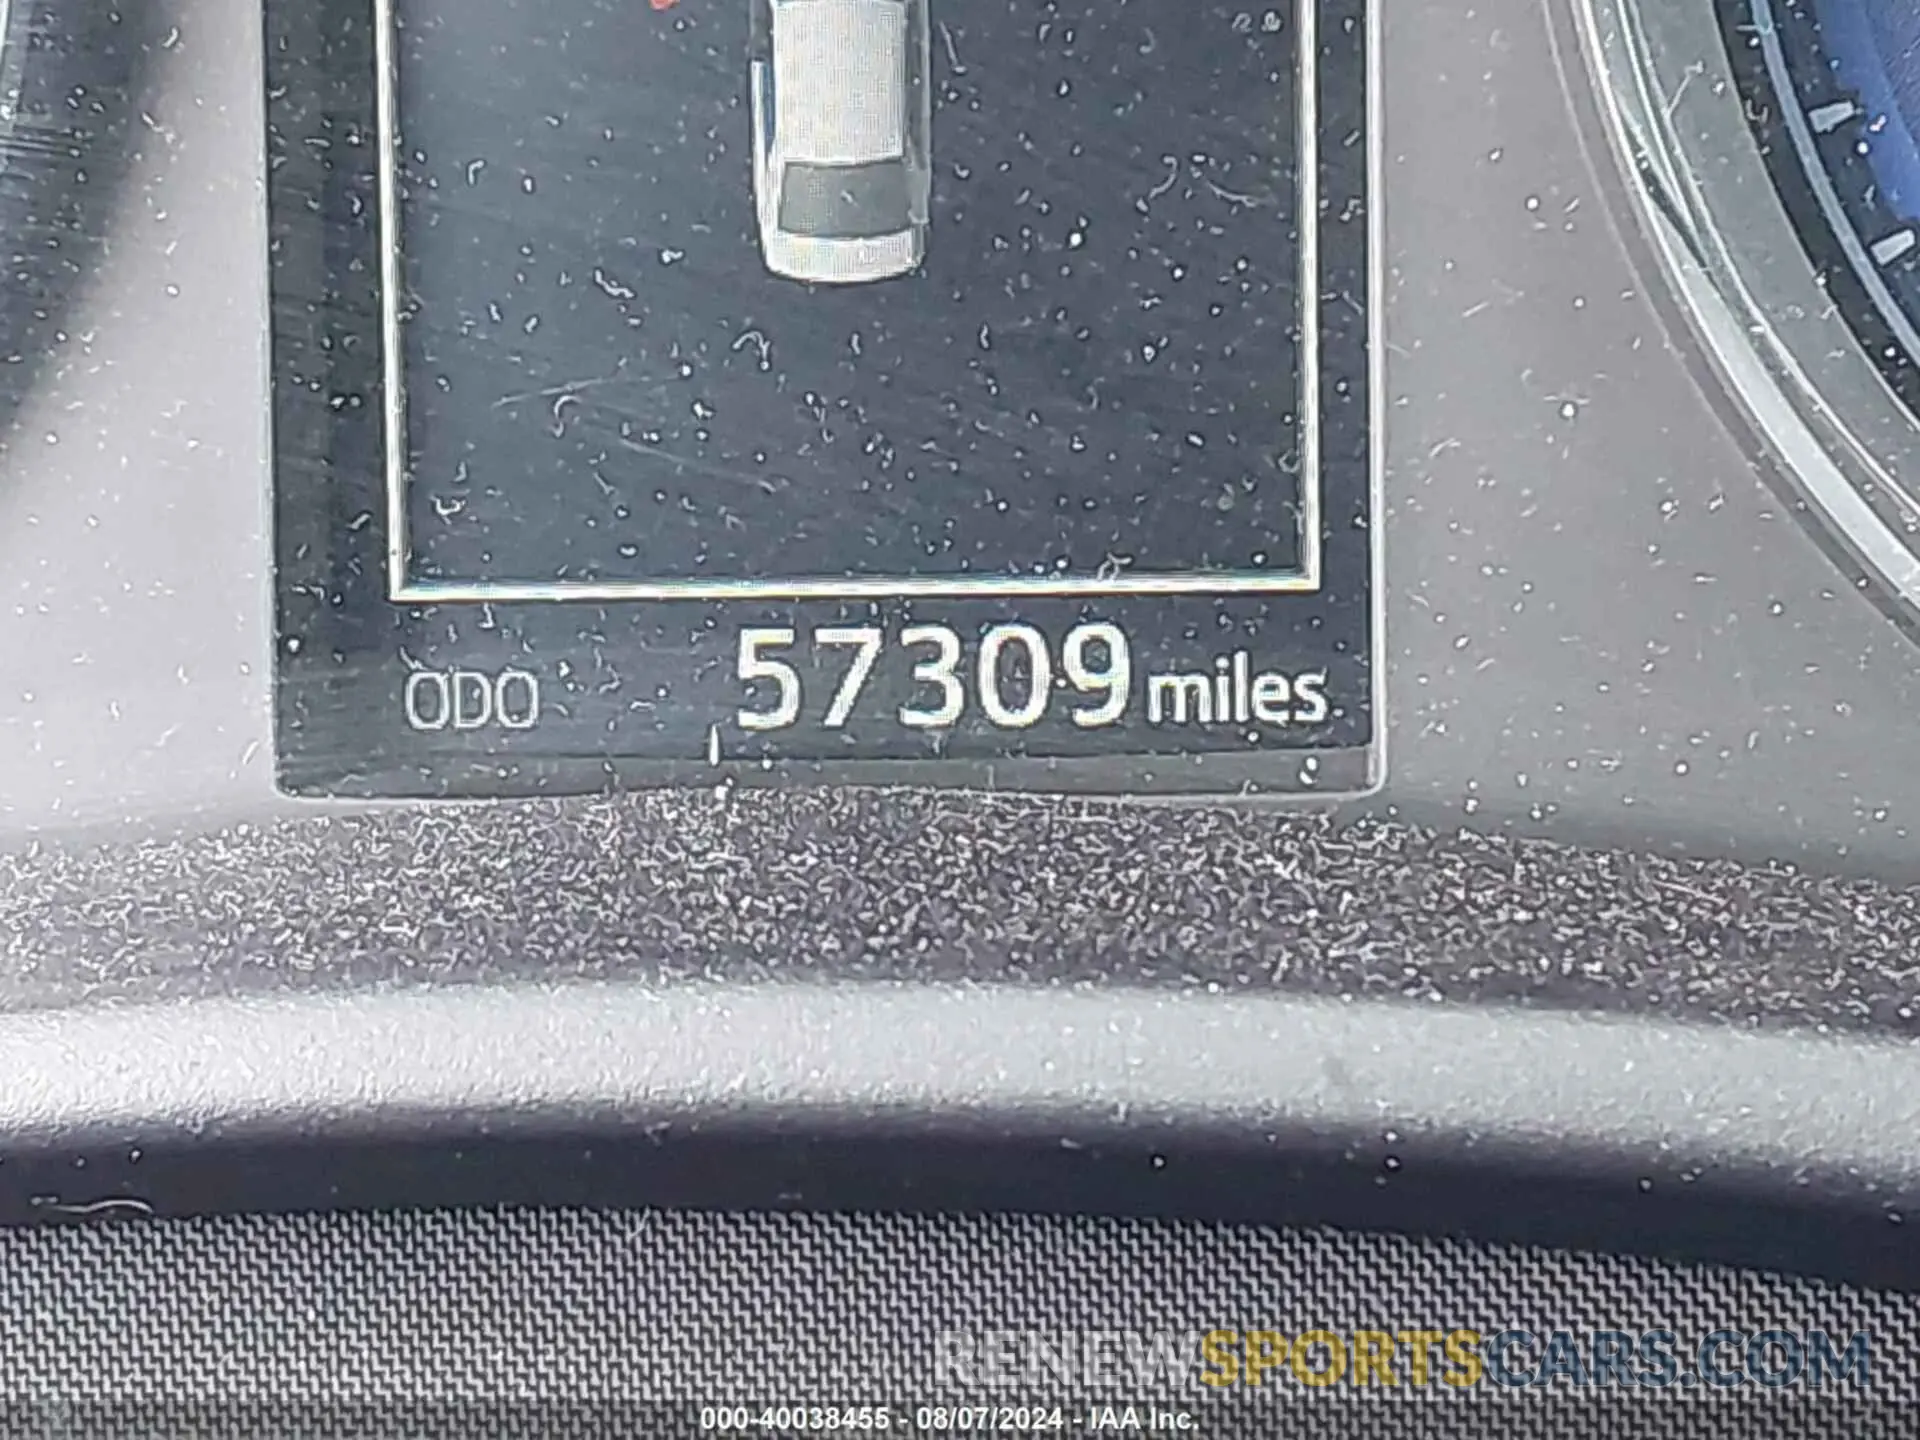 ODO 57309 miles
RENEWSPORTSCARS.COM
000-40038455 - 08/07/2024 - IAA Inc.